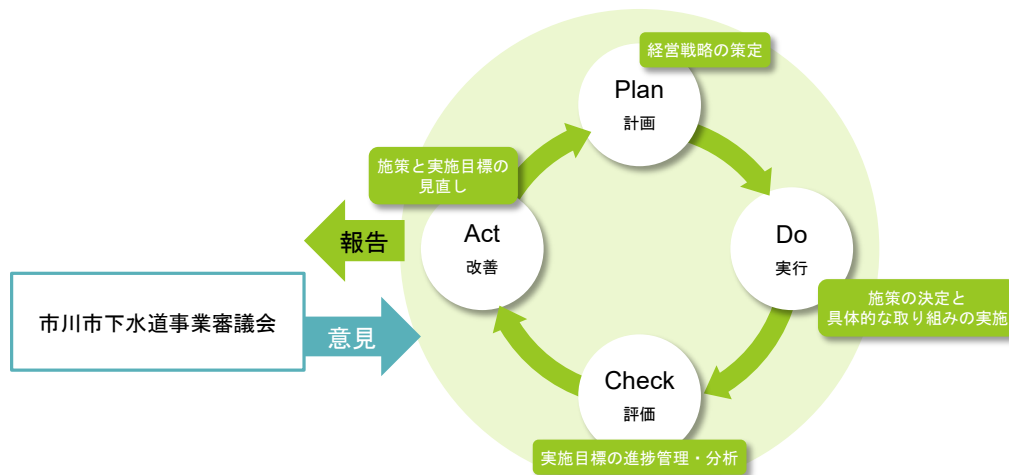 経営戦略の策定
Plan
計画
施策と実施目標の
見直し
報告
Act
改善
Do
実行
市川市下水道事業審議会
意見
施策の決定と
具体的な取り組みの実施
Check
評価
実施目標の進捗管理・分析